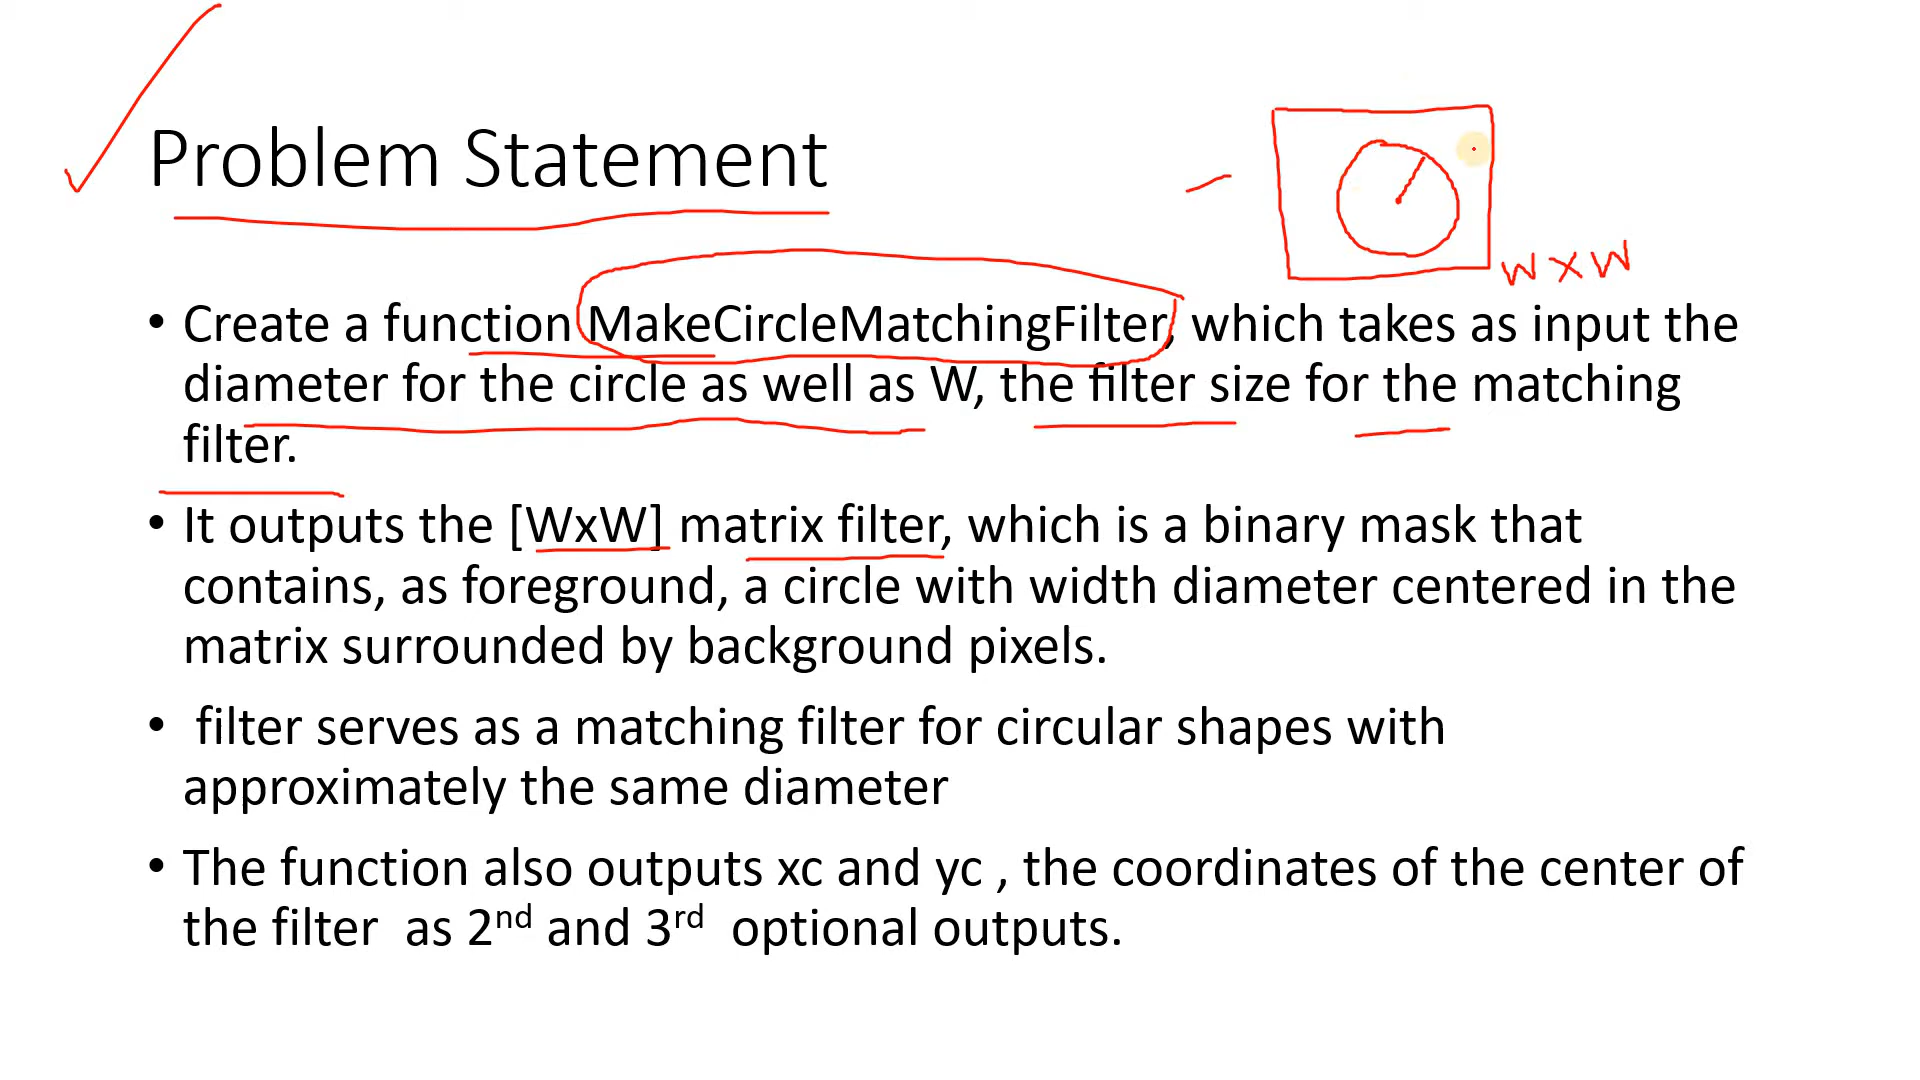 Problem Statement
W X W
• Create a function MakeCircleMatchingFilter, which takes as input the
diameter for the circle as well as W, the filter size for the matching
filter.
• It outputs the [WxW] matrix filter, which is a binary mask that
contains, as foreground, a circle with width diameter centered in the
matrix surrounded by background pixels.
• filter serves as a matching filter for circular shapes with
approximately the same diameter
• The function also outputs xc and yc , the coordinates of the center of
the filter as 2nd and 3rd optional outputs.